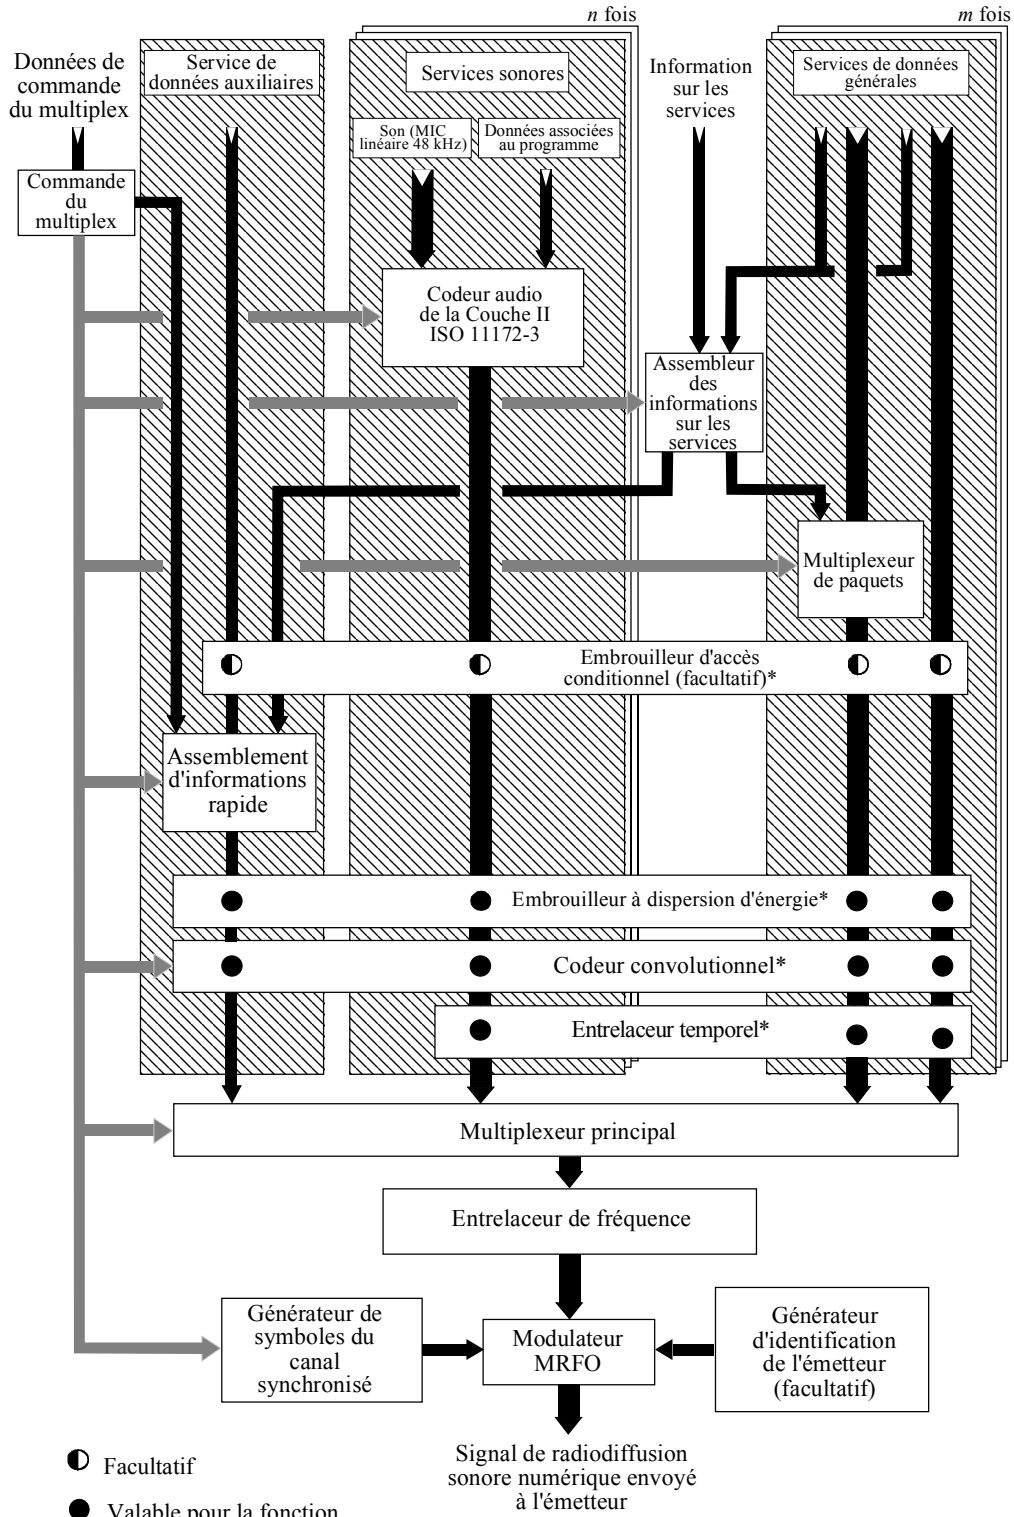 n fois
m fois
Données de
commande
du multiplex
Service de
données auxiliaires
Services sonores
Information
sur les
services
Services de données
générales
Son (MIC
linéaire 48 kHz)
Données associées
au programme
Commande
du
multiplex
Codeur audio
de la Couche II
ISO 11172-3
Assembleur
des
informations
sur les
services
Multiplexeur
de paquets
Embrouilleur d'accès
conditionnel (facultatif)*
Assemblement
d'informations
rapide
Embrouilleur à dispersion d'énergie*
Codeur convolutionnel*
Entrelaceur temporel*
Multiplexeur principal
Entrelaceur de fréquence
Générateur de
symboles du
canal
synchronisé
Modulateur
MRFO
Générateur
d'identification
de l'émetteur
(facultatif)
Signal de radiodiffusion
sonore numérique envoyé
à l'émetteur
Facultatif
Valable pour la fonction